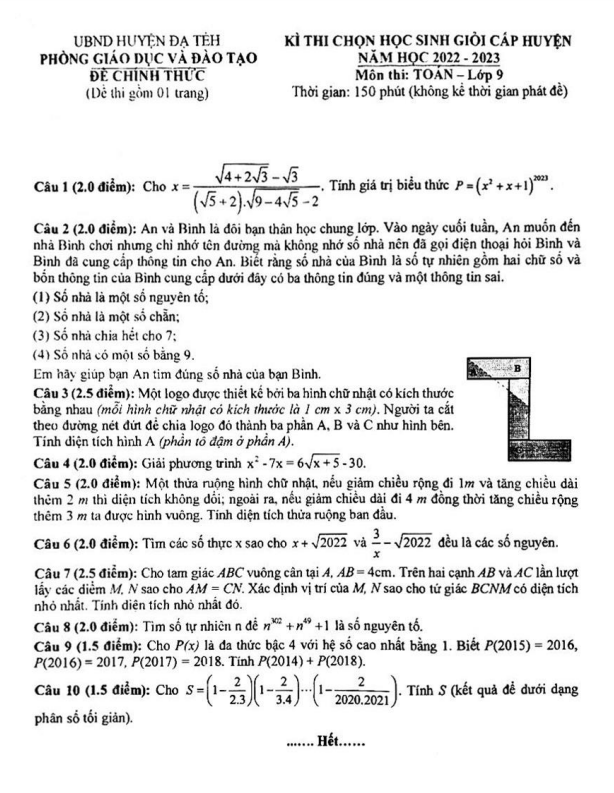 UBND HUYỆN ĐẠ TẺH
PHÒNG GIÁO DỤC VÀ ĐÀO TẠO
ĐỀ CHÍNH THỨC
(Đề thi gồm 01 trang)
KÌ THI CHỌN HỌC SINH GIỎI CẤP HUYỆN
NĂM HỌC 2022 - 2023
Môn thi: TOÁN – Lớp 9
Thời gian: 150 phút (không kể thời gian phát đề)
Câu 1 (2.0 điểm): Cho x = (√(4+2√3) − √3) / ((√5+2).√(9−4√5) − 2). Tính giá trị biểu thức P = (x² + x + 1)^2023.
Câu 2 (2.0 điểm): An và Bình là đôi bạn thân học chung lớp. Vào ngày cuối tuần, An muốn đến
nhà Bình chơi nhưng chỉ nhớ tên đường mà không nhớ số nhà nên đã gọi điện thoại hỏi Bình và
Bình đã cung cấp thông tin cho An. Biết rằng số nhà của Bình là số tự nhiên gồm hai chữ số và
bốn thông tin của Bình cung cấp dưới đây có ba thông tin đúng và một thông tin sai.
(1) Số nhà là một số nguyên tố;
(2) Số nhà là một số chẵn;
(3) Số nhà chia hết cho 7;
(4) Số nhà có một số bằng 9.
Em hãy giúp bạn An tìm đúng số nhà của bạn Bình.
Câu 3 (2.5 điểm): Một logo được thiết kế bởi ba hình chữ nhật có kích thước
bằng nhau (mỗi hình chữ nhật có kích thước là 1 cm x 3 cm). Người ta cắt
theo đường nét đứt để chia logo đó thành ba phần A, B và C như hình bên.
Tính diện tích hình A (phần tô đậm ở phần A).
A B
Câu 4 (2.0 điểm): Giải phương trình x² - 7x = 6√(x+5) - 30.
Câu 5 (2.0 điểm): Một thửa ruộng hình chữ nhật, nếu giảm chiều rộng đi 1m và tăng chiều dài
thêm 2 m thì diện tích không đổi; ngoài ra, nếu giảm chiều dài đi 4 m đồng thời tăng chiều rộng
thêm 3 m ta được hình vuông. Tính diện tích thửa ruộng ban đầu.
Câu 6 (2.0 điểm): Tìm các số thực x sao cho x + √2022 và 3/x − √2022 đều là các số nguyên.
Câu 7 (2.5 điểm): Cho tam giác ABC vuông cân tại A, AB = 4cm. Trên hai cạnh AB và AC lần lượt
lấy các điểm M, N sao cho AM = CN. Xác định vị trí của M, N sao cho tứ giác BCNM có diện tích
nhỏ nhất. Tính diện tích nhỏ nhất đó.
Câu 8 (2.0 điểm): Tìm số tự nhiên n để n^302 + n^49 + 1 là số nguyên tố.
Câu 9 (1.5 điểm): Cho P(x) là đa thức bậc 4 với hệ số cao nhất bằng 1. Biết P(2015) = 2016,
P(2016) = 2017, P(2017) = 2018. Tính P(2014) + P(2018).
Câu 10 (1.5 điểm): Cho S = (1 − 2/2.3)(1 − 2/3.4)···(1 − 2/2020.2021). Tính S (kết quả để dưới dạng
phân số tối giản).
....... Hết......